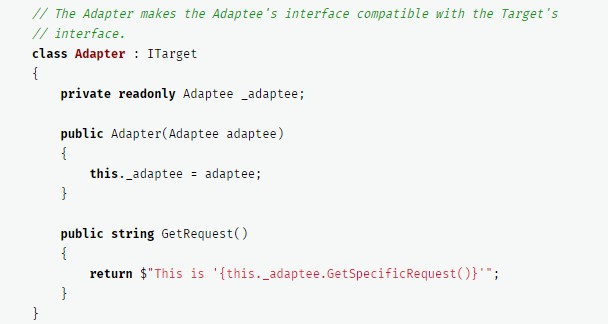 // The Adapter makes the Adaptee's interface compatible with the Target's
// interface.
class Adapter : ITarget
{
    private readonly Adaptee _adaptee;

    public Adapter(Adaptee adaptee)
    {
        this._adaptee = adaptee;
    }

    public string GetRequest()
    {
        return $"This is '{this._adaptee.GetSpecificRequest()}'";
    }
}